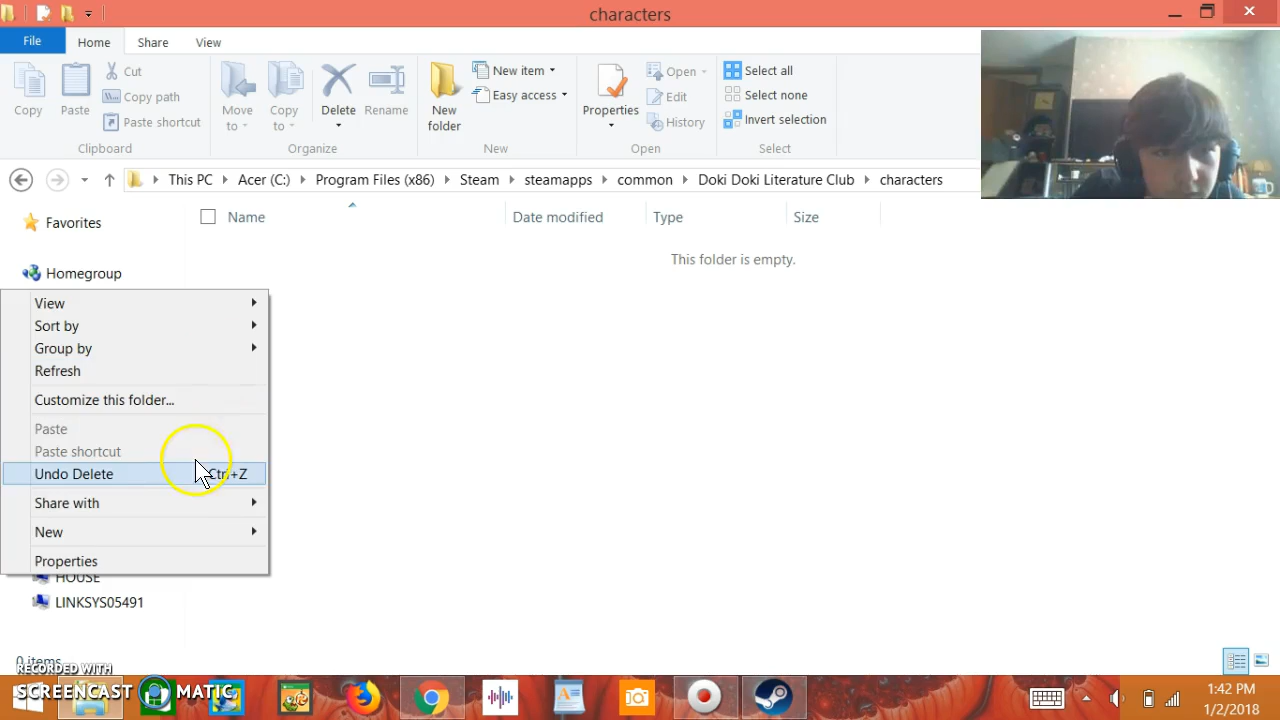 characters
File Home Share View
Copy Paste Cut Copy path Paste shortcut Move to Copy to Delete Rename New folder New item Easy access Properties Open Edit History Select all Select none Invert selection
Clipboard Organize New Open Select
This PC Acer (C:) Program Files (x86) Steam steamapps common Doki Doki Literature Club characters
Favorites
Homegroup
Name Date modified Type Size
This folder is empty.
View
Sort by
Group by
Refresh
Customize this folder...
Paste
Paste shortcut
Undo Delete Ctrl+Z
Share with
New
Properties
HOUSE
LINKSYS05491
0 items
RECORDED WITH
SCREENCAST MATIC
1:42 PM
1/2/2018